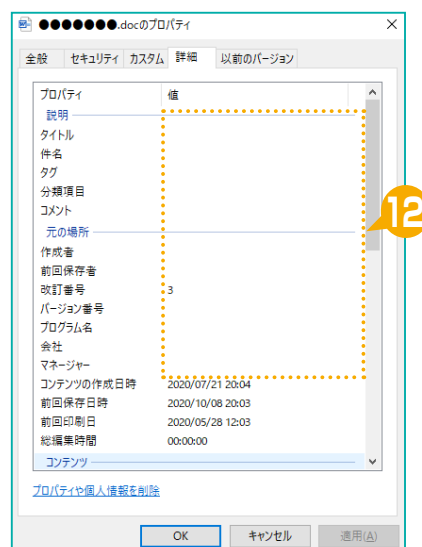 ●●●●●●●.docのプロパティ
全般 セキュリティ カスタム 詳細 以前のバージョン
プロパティ 値
説明
タイトル
件名
タグ
分類項目
コメント
元の場所
作成者
前回保存者
改訂番号 3
バージョン番号
プログラム名
会社
マネージャー
コンテンツの作成日時 2020/07/21 20:04
前回保存日時 2020/10/08 20:03
前回印刷日 2020/05/28 12:03
総編集時間 00:00:00
コンテンツ
プロパティや個人情報を削除
OK キャンセル 適用(A)
12